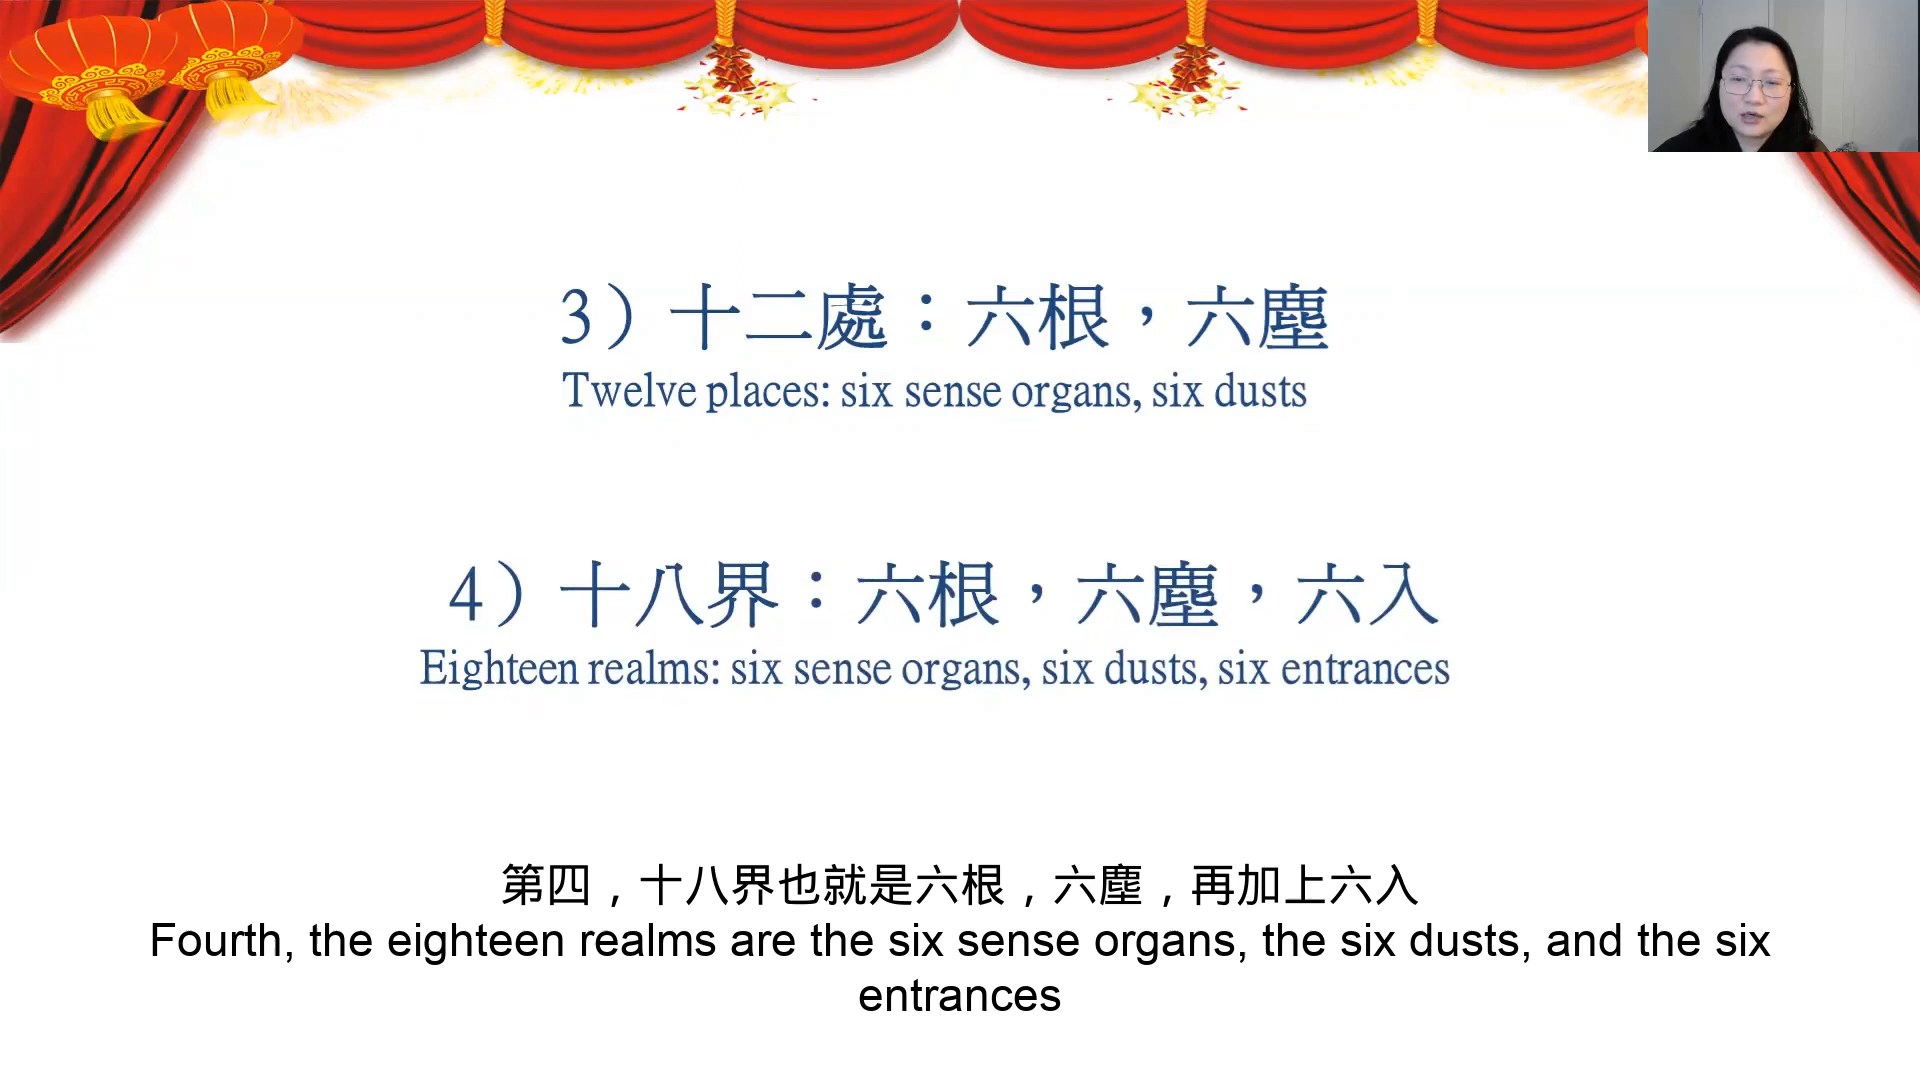 3）十二處：六根，六塵
Twelve places: six sense organs, six dusts
4）十八界：六根，六塵，六入
Eighteen realms: six sense organs, six dusts, six entrances
第四，十八界也就是六根，六塵，再加上六入
Fourth, the eighteen realms are the six sense organs, the six dusts, and the six
entrances